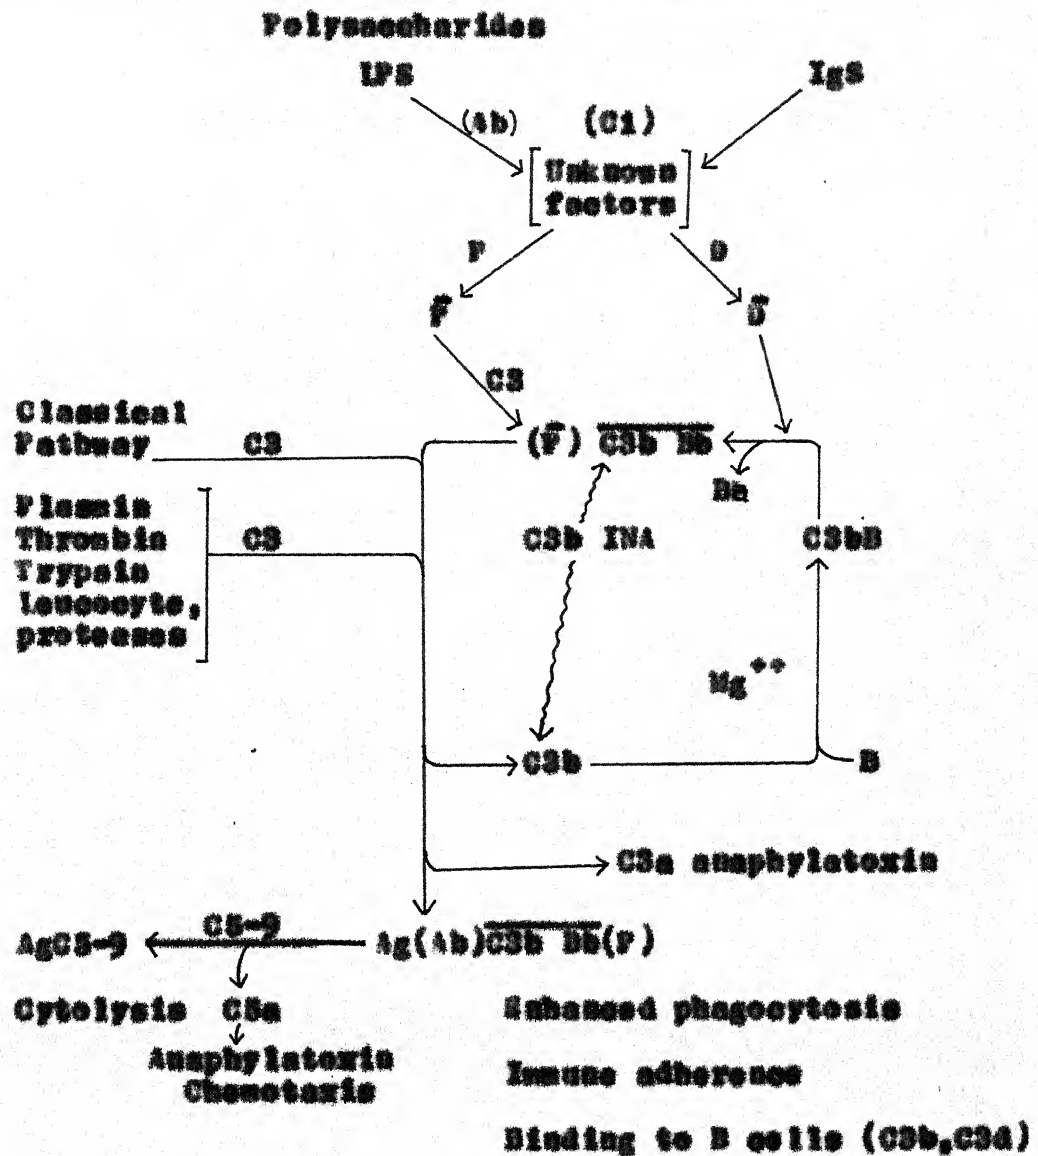 Polysaccharides
LPS
IgS
(Ab)
(C1)
Unknown
factors
P
D
P̄
D̄
C3
Classical
Pathway
C3
(P̄) C3b Bb
Ba
Plasmin
Thrombin
Trypsin
Leucocyte,
proteases
C3
C3b INA
C3bB
Mg++
C3b
B
C3a anaphylatoxin
C5-9
AgC5-9
Ag(Ab)C3b Bb(P)
Cytolysis
C5a
Enhanced phagocytosis
Anaphylatoxin
Chemotaxis
Immune adherence
Binding to B cells (C3b,C3d)